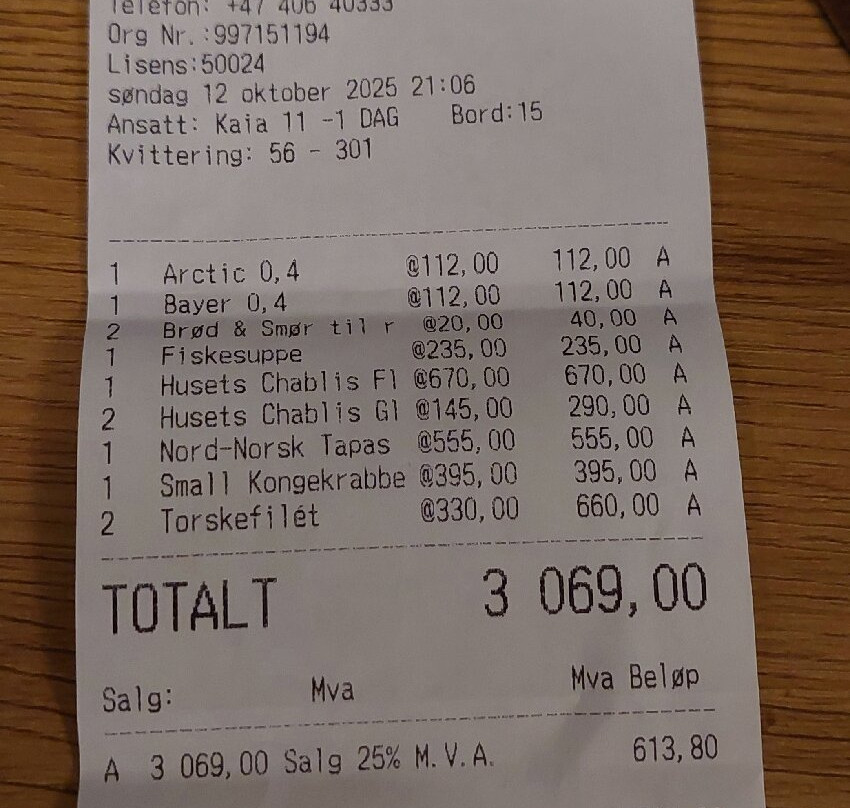 Telefon: +47 406 40333
Org Nr.:997151194
Lisens:50024
søndag 12 oktober 2025 21:06
Ansatt: Kaia 11 -1 DAG Bord:15
Kvittering: 56 - 301
1 Arctic 0,4 @112,00 112,00 A
1 Bayer 0,4 @112,00 112,00 A
2 Brød & Smør til r @20,00 40,00 A
1 Fiskesuppe @235,00 235,00 A
1 Husets Chablis Fl @670,00 670,00 A
2 Husets Chablis Gl @145,00 290,00 A
1 Nord-Norsk Tapas @555,00 555,00 A
1 Small Kongekrabbe @395,00 395,00 A
2 Torskefilét @330,00 660,00 A
TOTALT 3 069,00
Salg: Mva Mva Beløp
A 3 069,00 Salg 25% M.V.A. 613,80